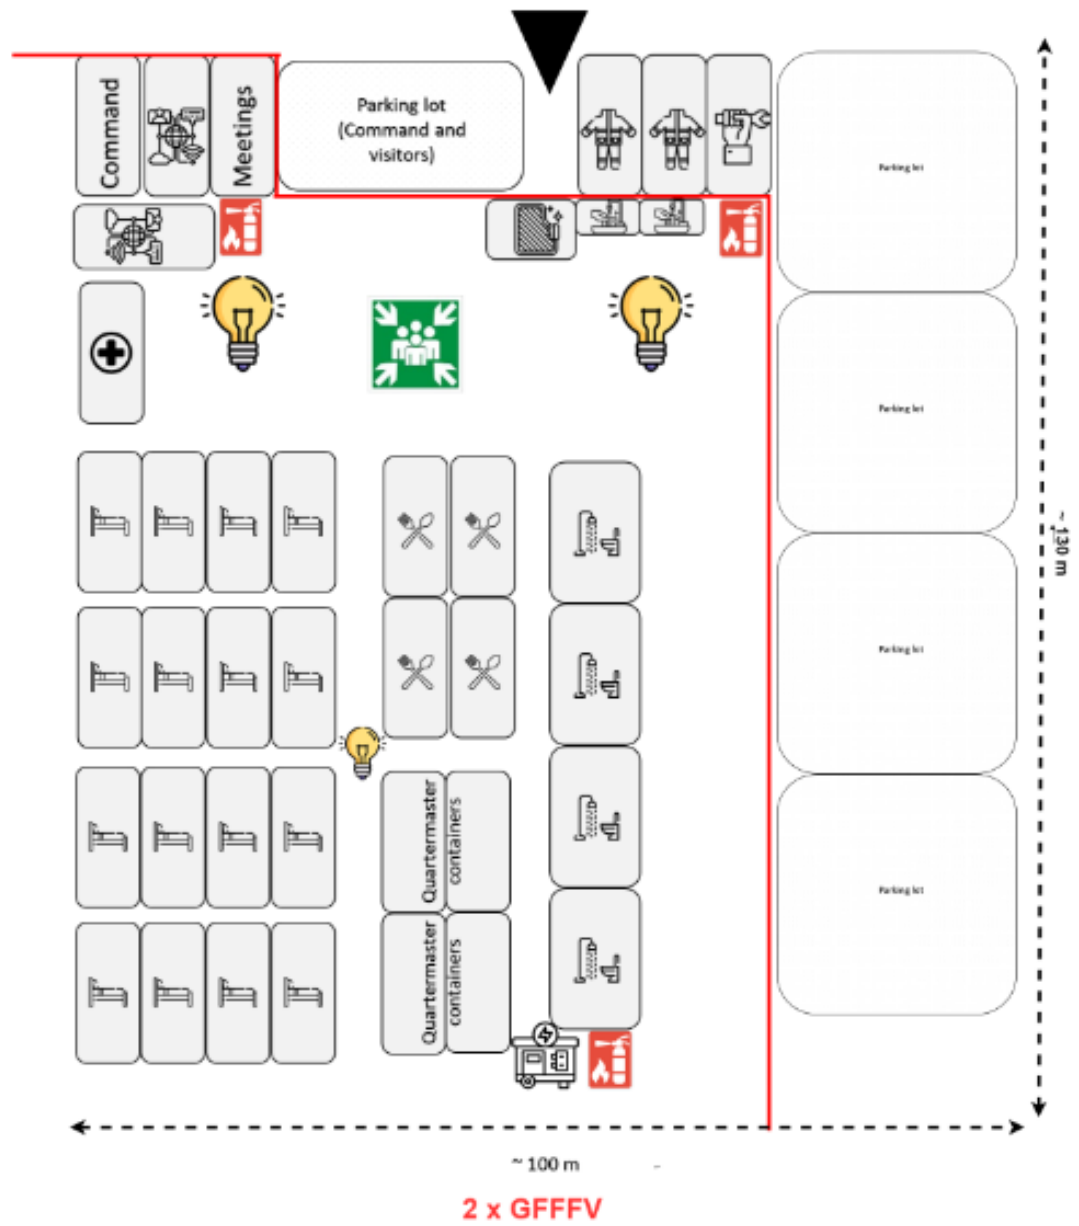 Command
Meetings
Parking lot
(Command and
visitors)
Parking lot
Parking lot
Parking lot
Parking lot
Quartermaster
containers
Quartermaster
containers
~ 130 m
~ 100 m
2 x GFFFV